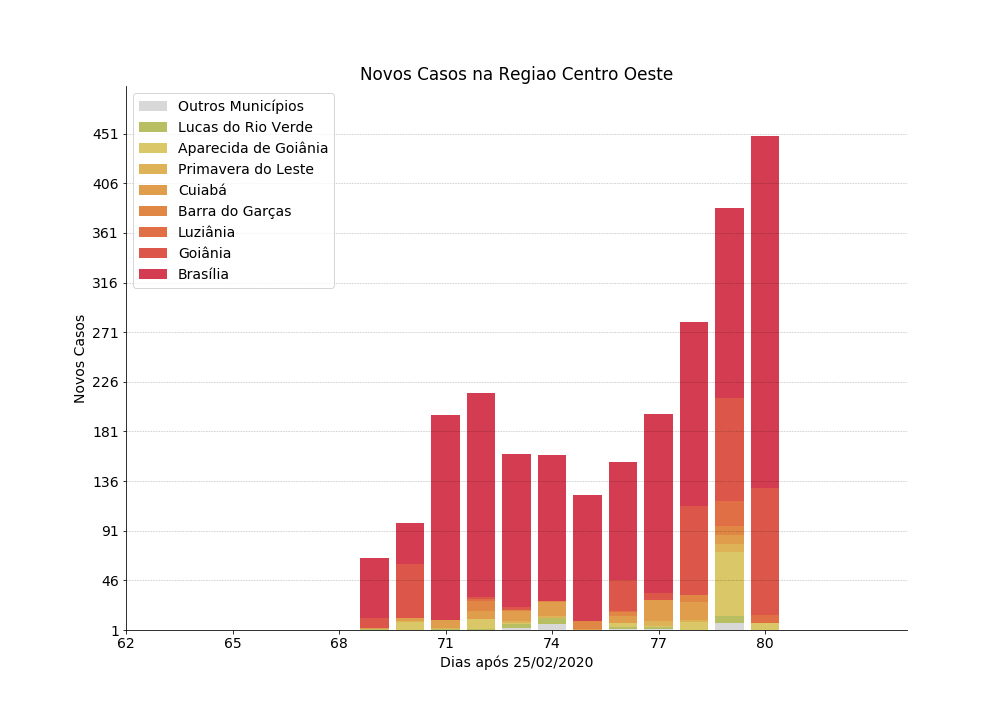 Novos Casos na Regiao Centro Oeste
Outros Municípios
Lucas do Rio Verde
Aparecida de Goiânia
Primavera do Leste
Cuiabá
Barra do Garças
Luziânia
Goiânia
Brasília
Novos Casos
451
406
361
316
271
226
181
136
91
46
1
62 65 68 71 74 77 80
Dias após 25/02/2020